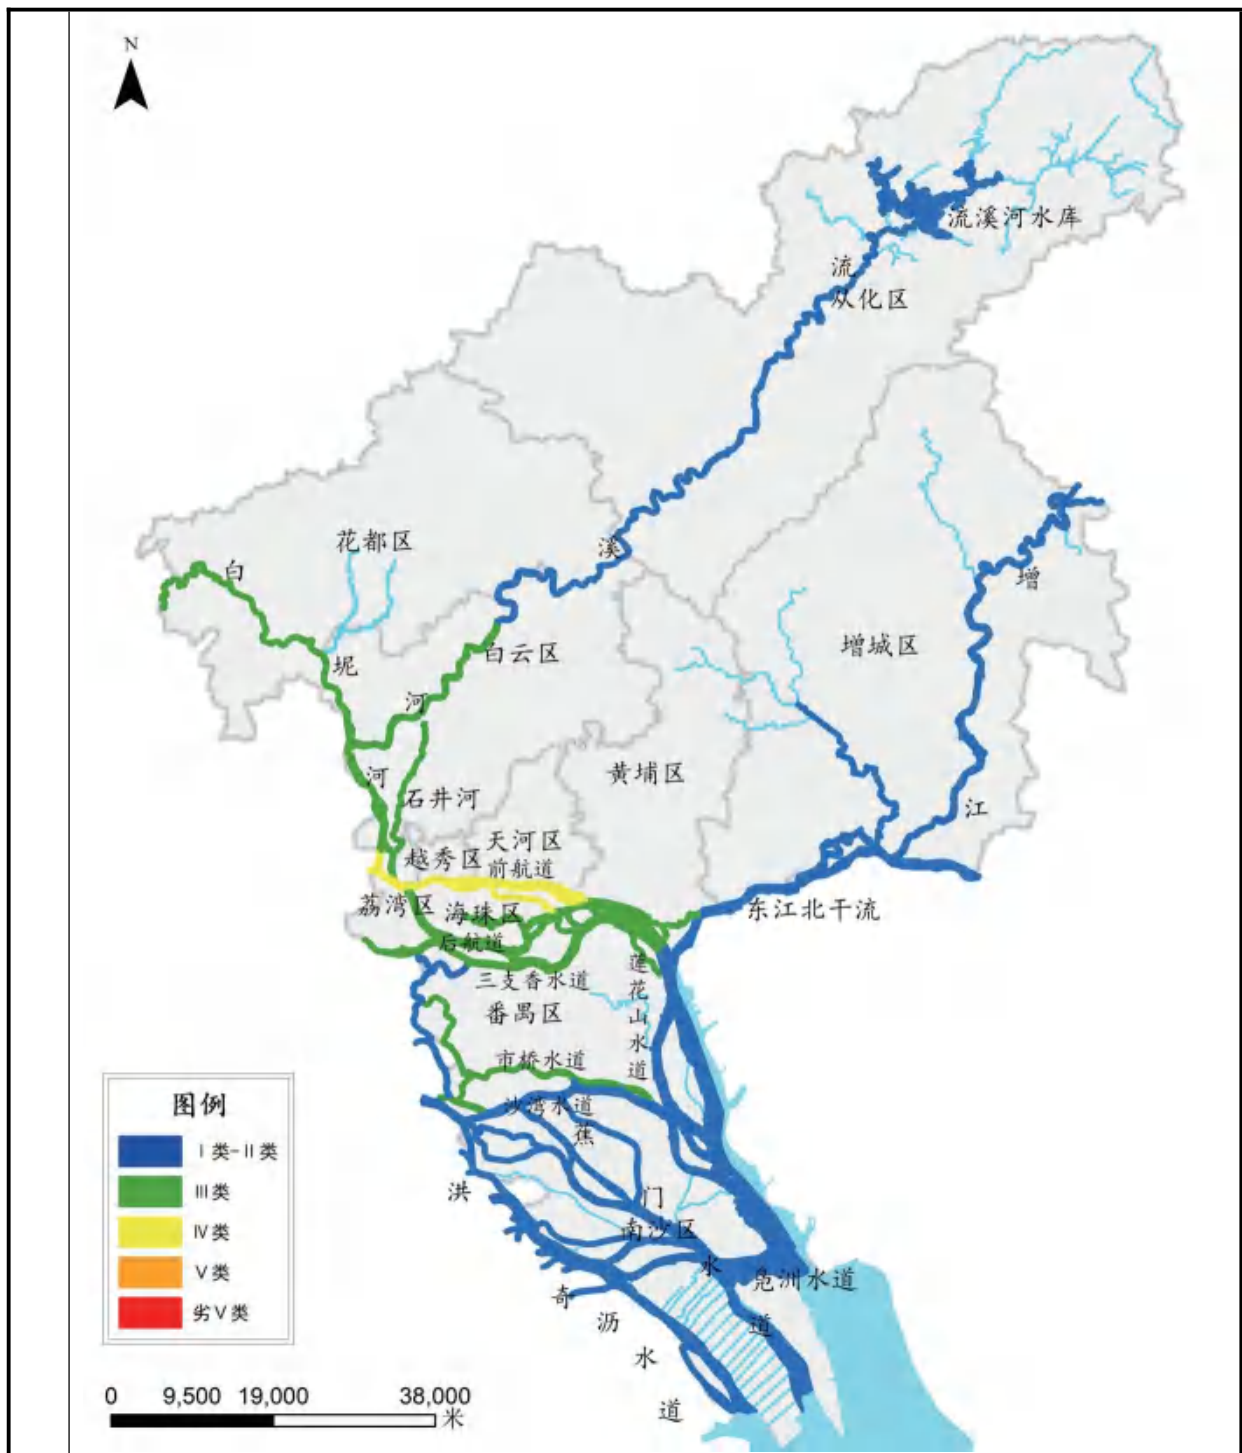 N
流溪河水库
流
从化区
花都区
溪
白
增
坭
白云区
增城区
河
黄埔区
河
石井河
江
天河区
越秀区
前航道
荔湾区
海珠区
东江北干流
后航道
莲花山水道
三支香水道
番禺区
市桥水道
沙湾水道
蕉
洪
门
南沙区
水
凫洲水道
奇
沥
道
水
道
图例
Ⅰ类-Ⅱ类
Ⅲ类
Ⅳ类
Ⅴ类
劣Ⅴ类
0 9,500 19,000 38,000
米